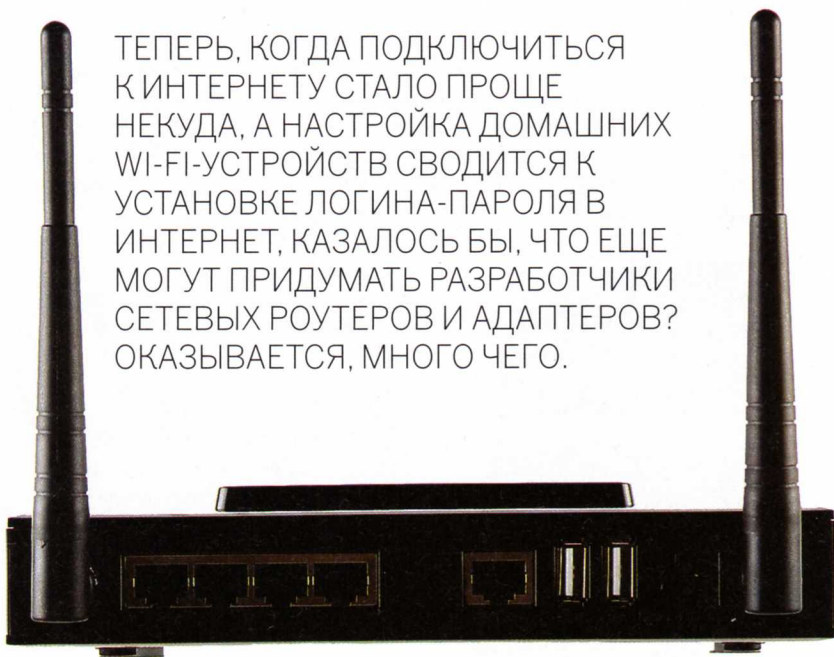 ТЕПЕРЬ, КОГДА ПОДКЛЮЧИТЬСЯ
К ИНТЕРНЕТУ СТАЛО ПРОЩЕ
НЕКУДА, А НАСТРОЙКА ДОМАШНИХ
WI-FI-УСТРОЙСТВ СВОДИТСЯ К
УСТАНОВКЕ ЛОГИНА-ПАРОЛЯ В
ИНТЕРНЕТ, КАЗАЛОСЬ БЫ, ЧТО ЕЩЕ
МОГУТ ПРИДУМАТЬ РАЗРАБОТЧИКИ
СЕТЕВЫХ РОУТЕРОВ И АДАПТЕРОВ?
ОКАЗЫВАЕТСЯ, МНОГО ЧЕГО.